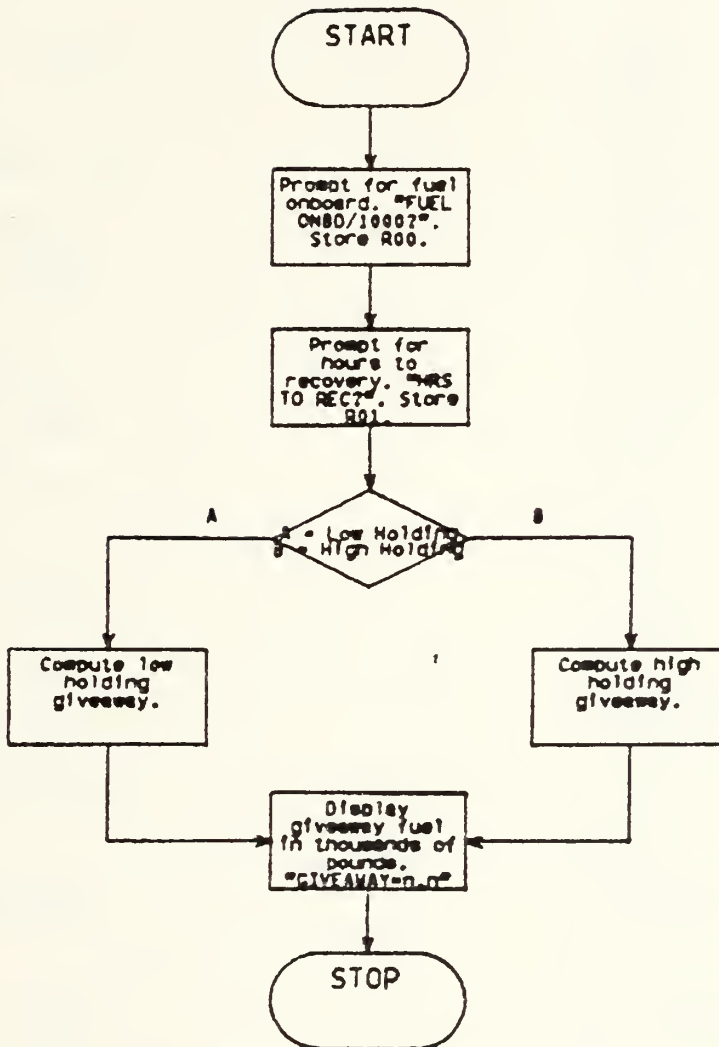 START
Prompt for fuel
onboard. "FUEL
ONBD/1000?".
Store R00.
Prompt for
hours to
recovery. "HRS
TO REC?". Store
R01.
A
A = Low Holding
B = High Holding
B
Compute low
holding
giveaway.
Compute high
holding
giveaway.
Display
giveaway fuel
in thousands of
pounds.
"GIVEAWAY=n.n"
STOP